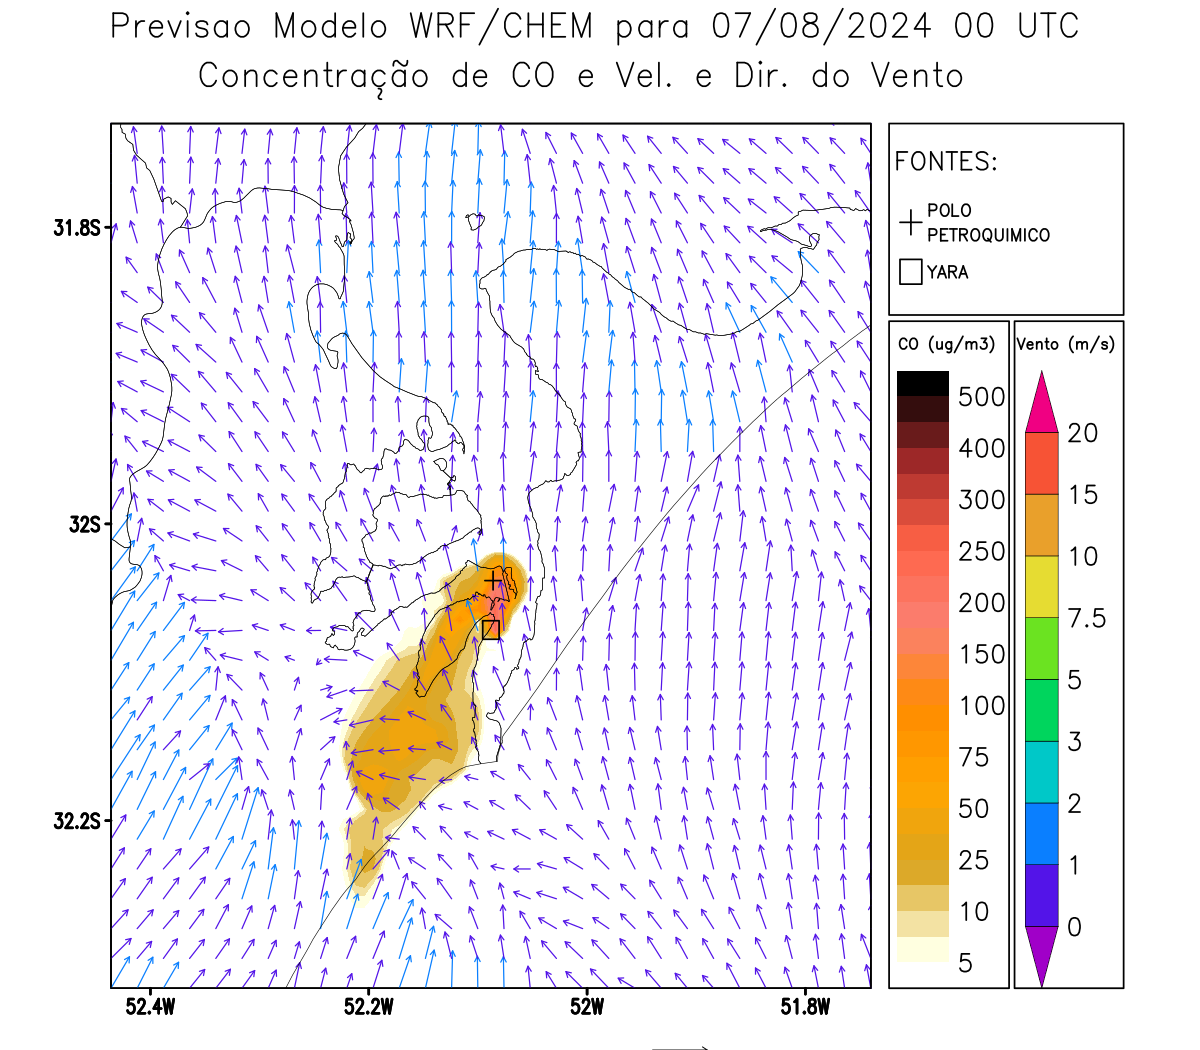 Previsao Modelo WRF/CHEM para 07/08/2024 00 UTC
Concentração de CO e Vel. e Dir. do Vento
FONTES:
POLO
PETROQUIMICO
YARA
CO (ug/m3)
500
400
300
250
200
150
100
75
50
25
10
5
Vento (m/s)
20
15
10
7.5
5
3
2
1
0
31.8S
32S
32.2S
52.4W
52.2W
52W
51.8W